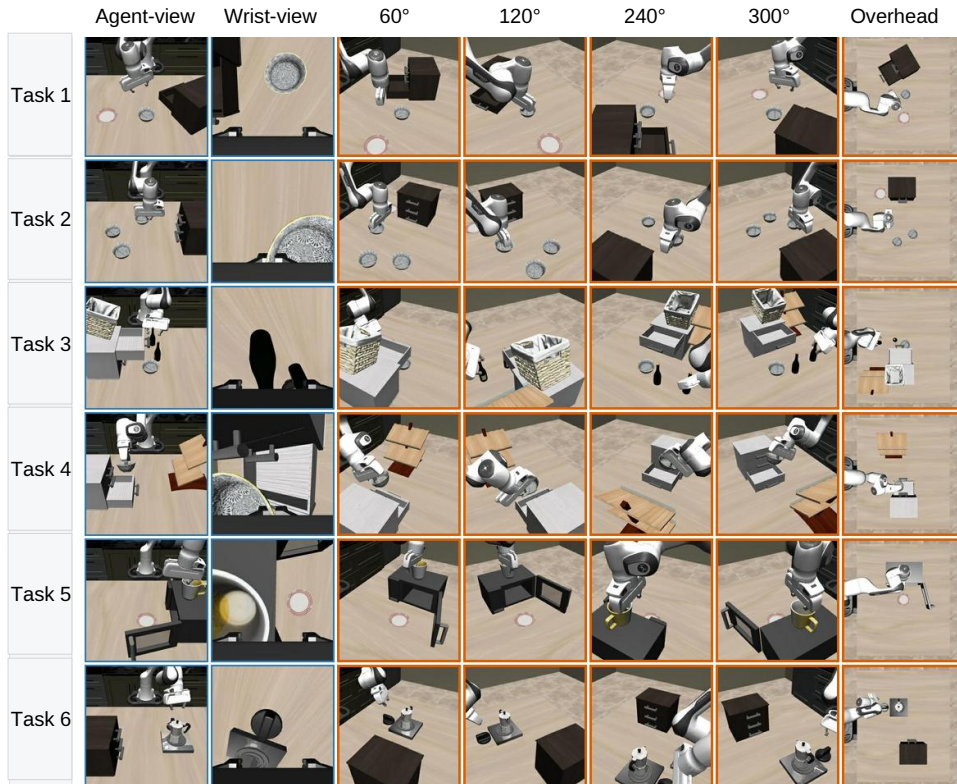 Agent-view Wrist-view 60° 120° 240° 300° Overhead
Task 1
Task 2
Task 3
Task 4
Task 5
Task 6